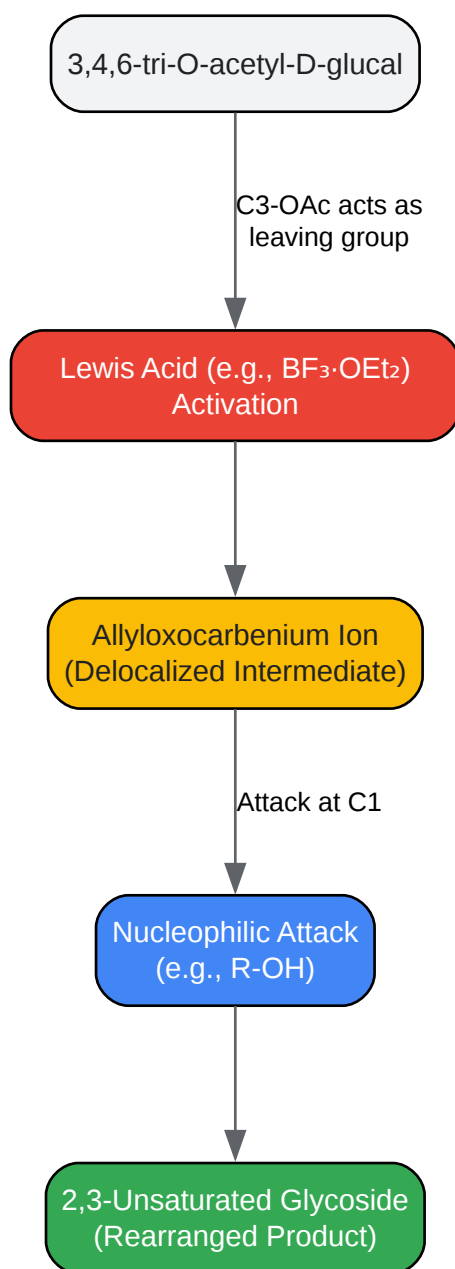 3,4,6-tri-O-acetyl-D-glucal
C3-OAc acts as
leaving group
Lewis Acid (e.g., BF₃·OEt₂)
Activation
Allyloxocarbenium Ion
(Delocalized Intermediate)
Attack at C1
Nucleophilic Attack
(e.g., R-OH)
2,3-Unsaturated Glycoside
(Rearranged Product)